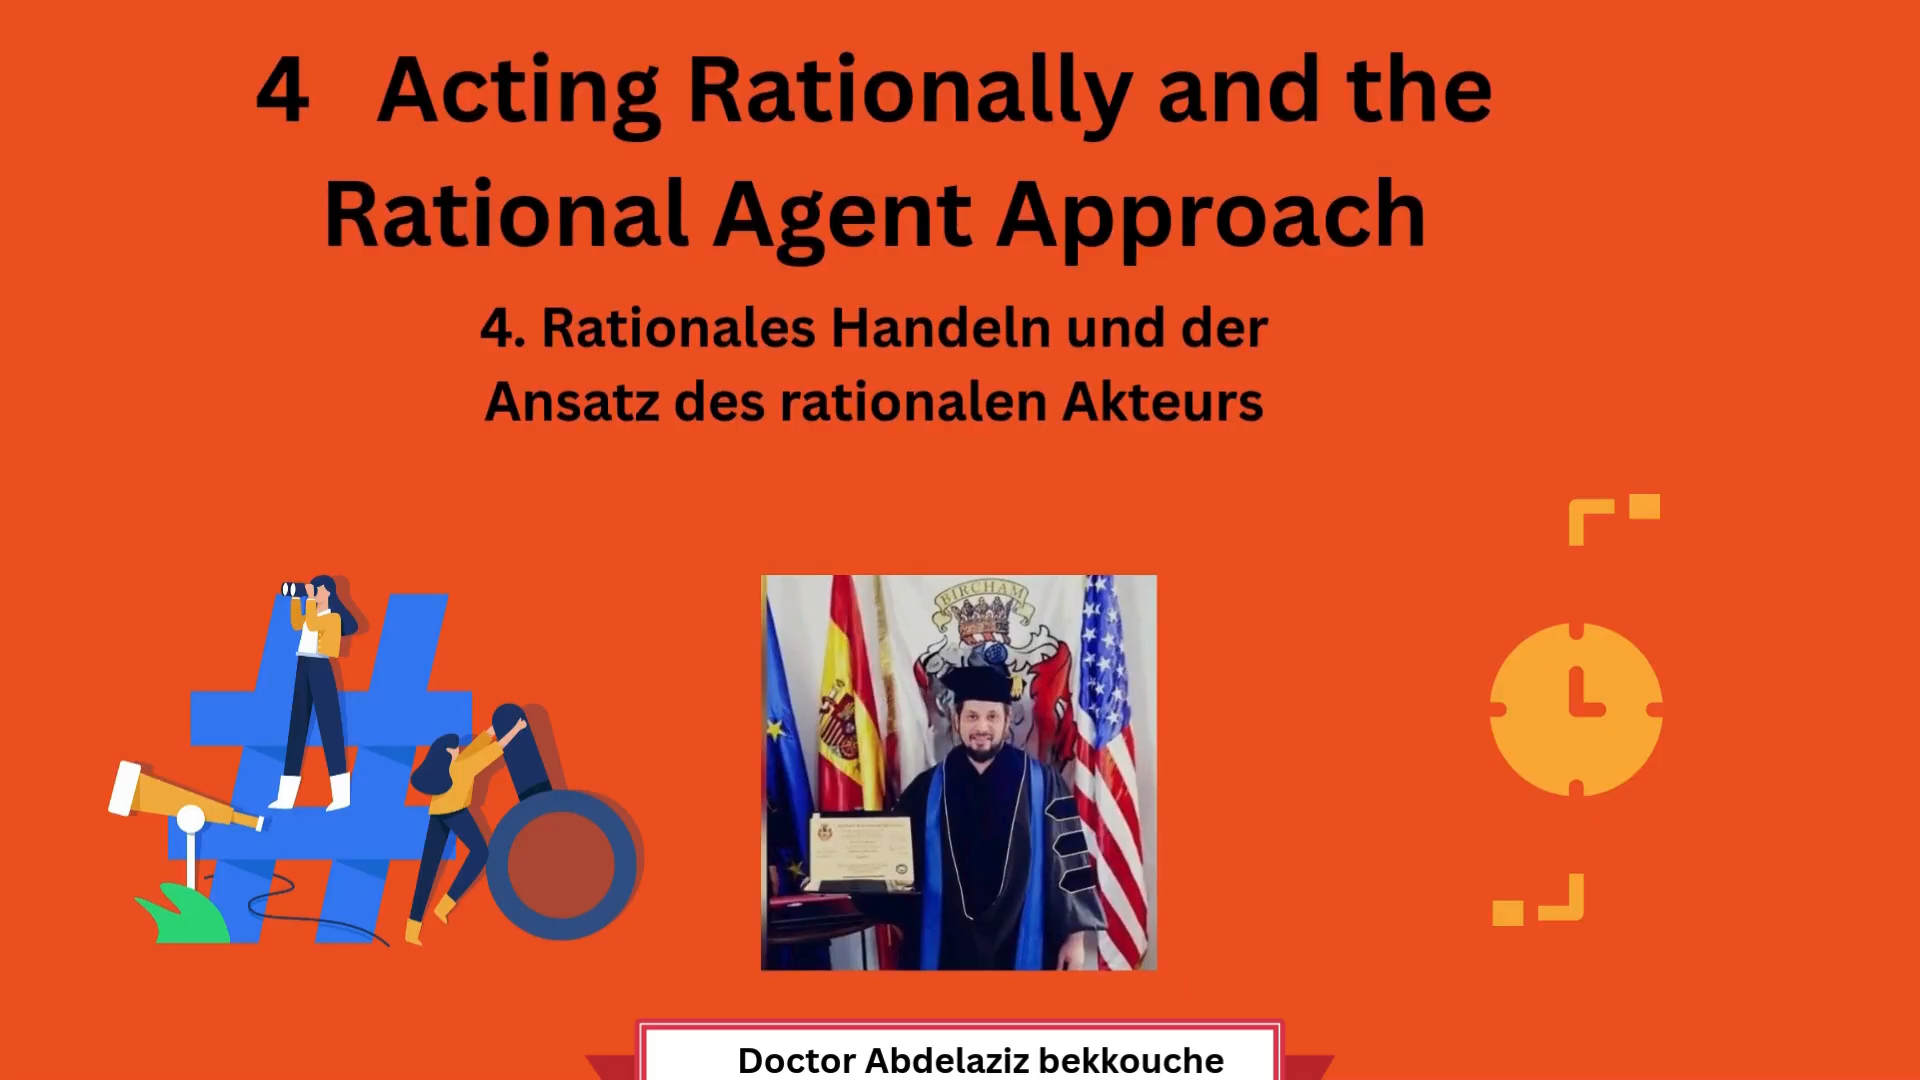 4 Acting Rationally and the
Rational Agent Approach
4. Rationales Handeln und der
Ansatz des rationalen Akteurs
BIRCHAM
Doctor Abdelaziz bekkouche